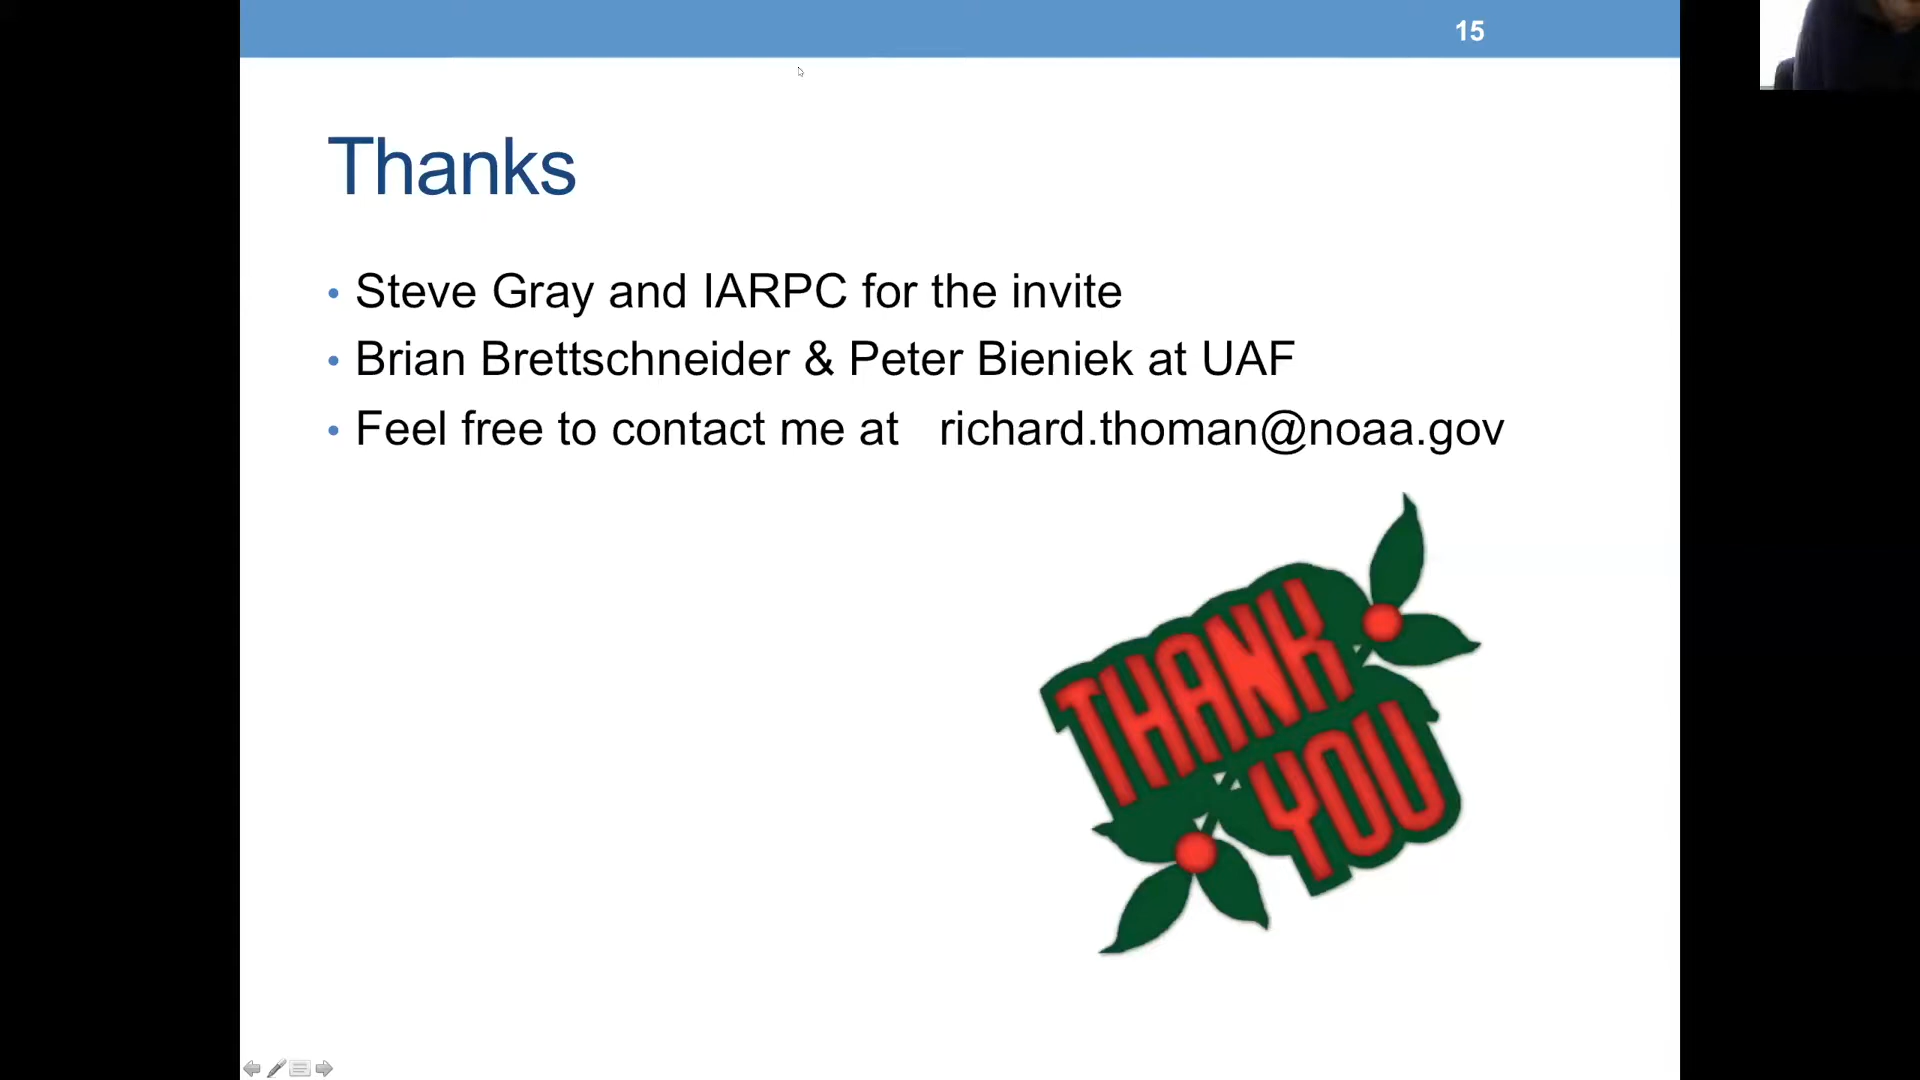 15
Thanks
• Steve Gray and IARPC for the invite
• Brian Brettschneider & Peter Bieniek at UAF
• Feel free to contact me at richard.thoman@noaa.gov
THANK
YOU